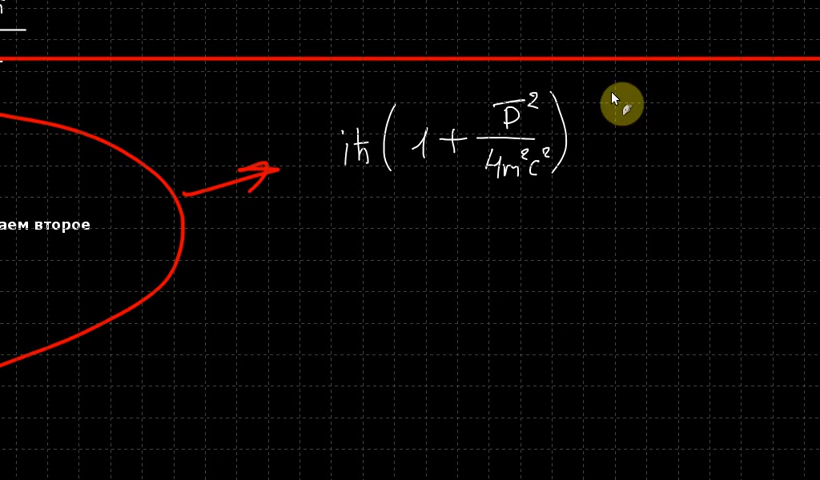 iħ(1 + p̅²/4m²c²)
аем второе